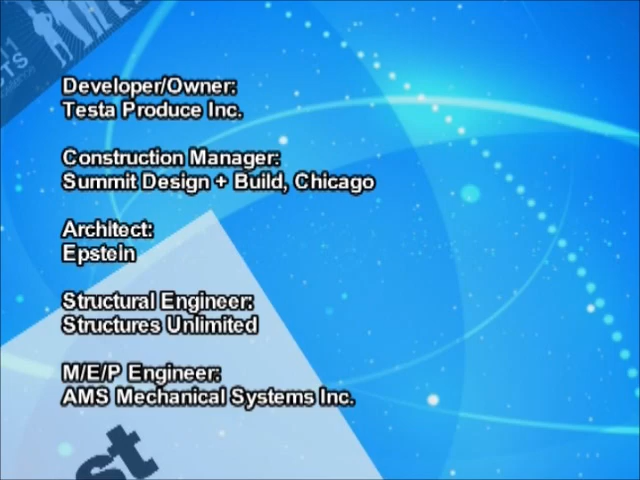 Developer/Owner:
Testa Produce Inc.
Construction Manager:
Summit Design + Build, Chicago
Architect:
Epstein
Structural Engineer:
Structures Unlimited
M/E/P Engineer:
AMS Mechanical Systems Inc.
st